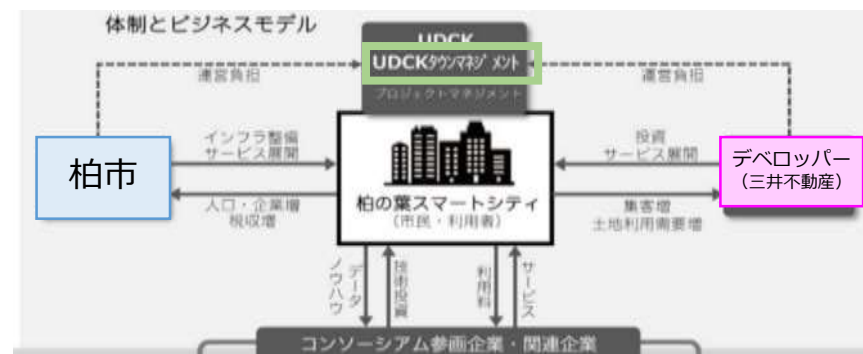 体制とビジネスモデル
UDCK
UDCKタウンマネジメント
プロジェクトマネジメント
運営負担
運営負担
柏市
インフラ整備
サービス展開
人口・企業増
税収増
柏の葉スマートシティ
(市民・利用者)
投資
サービス展開
集客増
土地利用需要増
デベロッパー
(三井不動産)
データ
ノウハウ
技術投資
利用料
サービス
コンソーシアム参画企業・関連企業